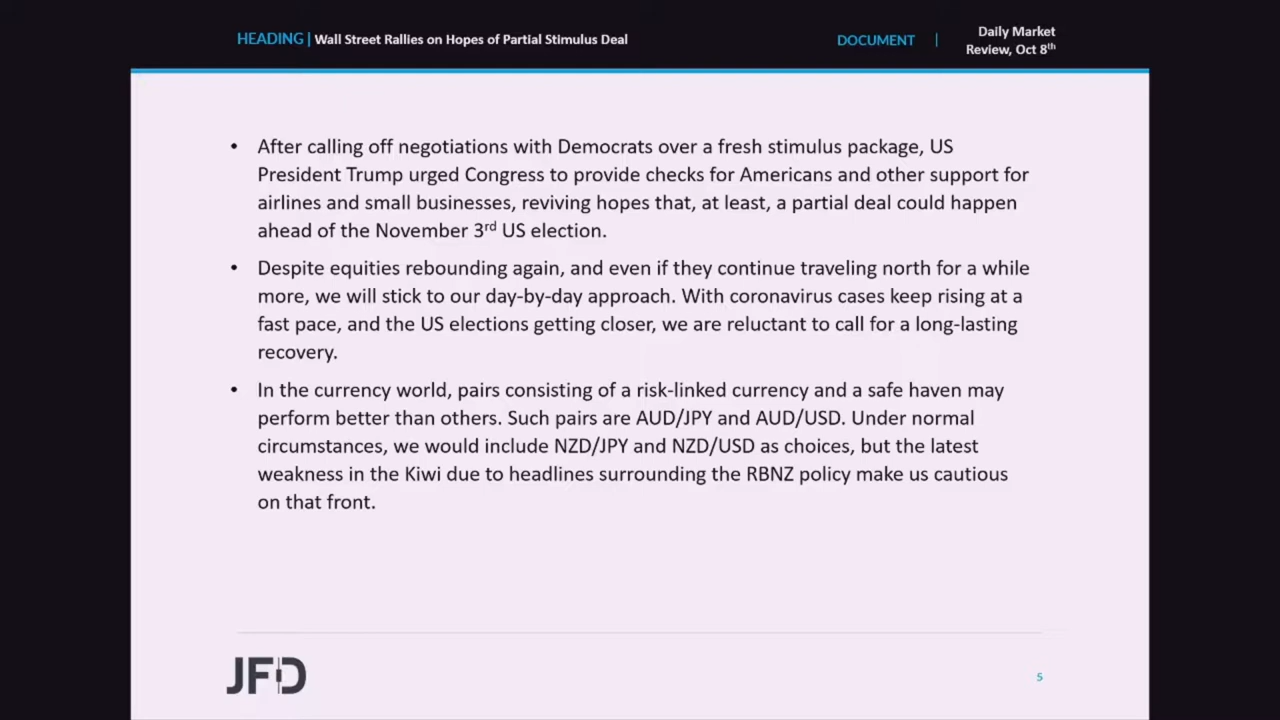 HEADING | Wall Street Rallies on Hopes of Partial Stimulus Deal
DOCUMENT |
Daily Market
Review, Oct 8th
• After calling off negotiations with Democrats over a fresh stimulus package, US
President Trump urged Congress to provide checks for Americans and other support for
airlines and small businesses, reviving hopes that, at least, a partial deal could happen
ahead of the November 3rd US election.
• Despite equities rebounding again, and even if they continue traveling north for a while
more, we will stick to our day-by-day approach. With coronavirus cases keep rising at a
fast pace, and the US elections getting closer, we are reluctant to call for a long-lasting
recovery.
• In the currency world, pairs consisting of a risk-linked currency and a safe haven may
perform better than others. Such pairs are AUD/JPY and AUD/USD. Under normal
circumstances, we would include NZD/JPY and NZD/USD as choices, but the latest
weakness in the Kiwi due to headlines surrounding the RBNZ policy make us cautious
on that front.
JFD
5